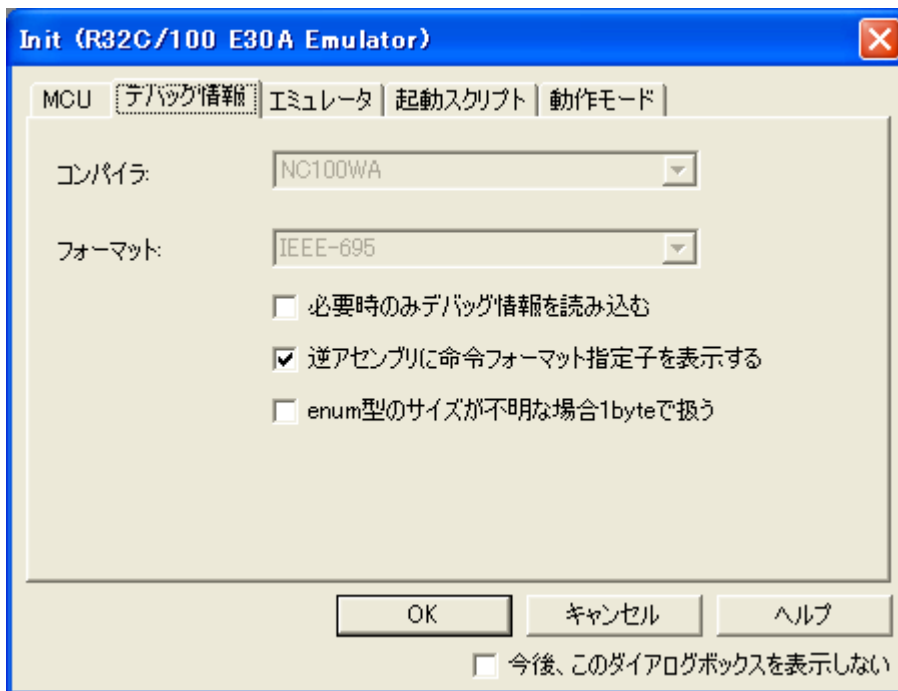 Init (R32C/100 E30A Emulator)
MCU デバッグ情報 エミュレータ 起動スクリプト 動作モード
コンパイラ: NC100WA
フォーマット: IEEE-695
必要時のみデバッグ情報を読み込む
逆アセンブリに命令フォーマット指定子を表示する
enum型のサイズが不明な場合1byteで扱う
OK キャンセル ヘルプ
今後、このダイアログボックスを表示しない